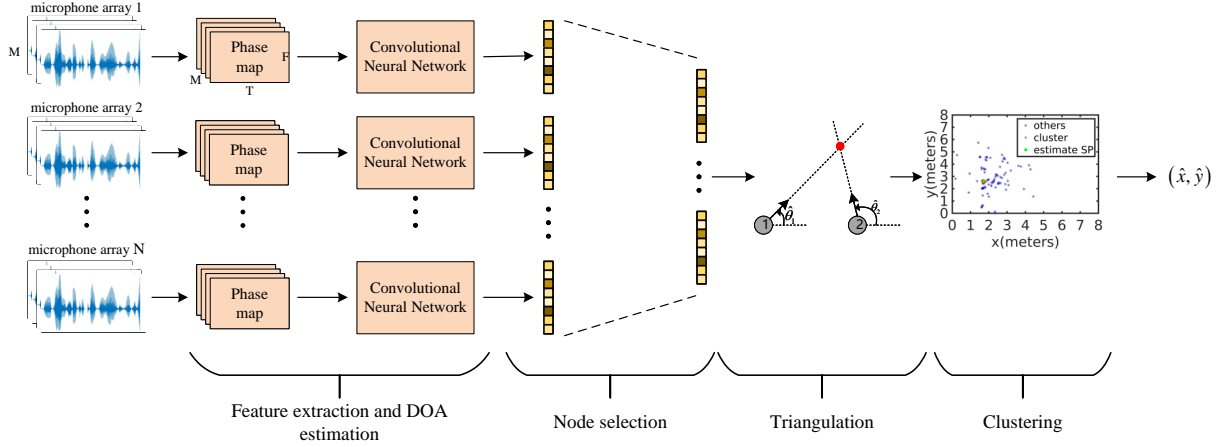 microphone array 1
M
Phase
map
F
M
T
Convolutional
Neural Network
microphone array 2
Phase
map
Convolutional
Neural Network
microphone array N
Phase
map
Convolutional
Neural Network
1
θ̂₁
2
θ̂₂
y(meters)
8
7
6
5
4
3
2
1
0
others
cluster
estimate SP
0 1 2 3 4 5 6 7 8
x(meters)
(x̂, ŷ)
Feature extraction and DOA
estimation
Node selection
Triangulation
Clustering